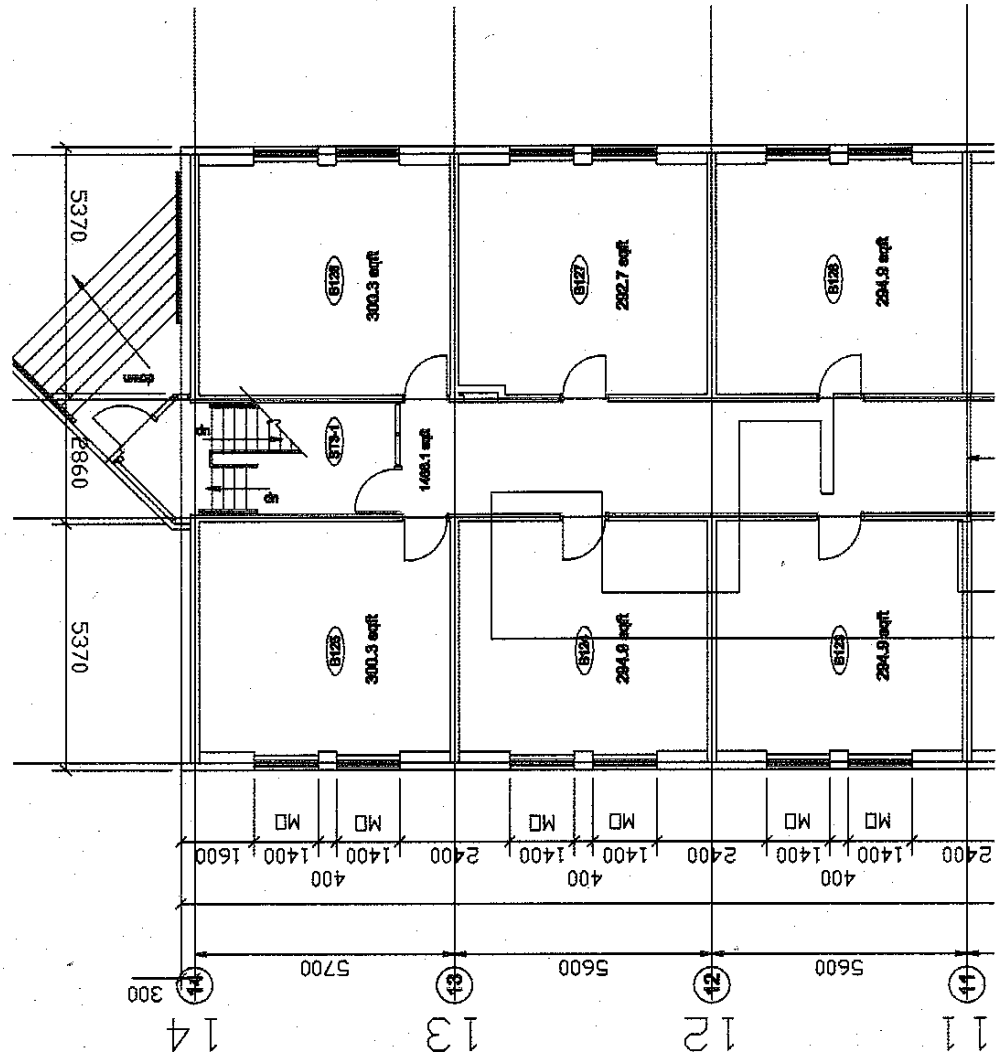 5370
2860
5370
B126
300.3 sqft
B127
292.7 sqft
B128
294.9 sqft
down
dn
ST3-1
up
1466.1 sqft
B125
300.3 sqft
B124
294.9 sqft
B123
294.9 sqft
MO
MO
MO
MO
MO
MO
1600
1400
1400
2400
1400
1400
2400
1400
1400
2400
400
400
400
5700
5600
5600
300
13
12
11
14
13
12
11